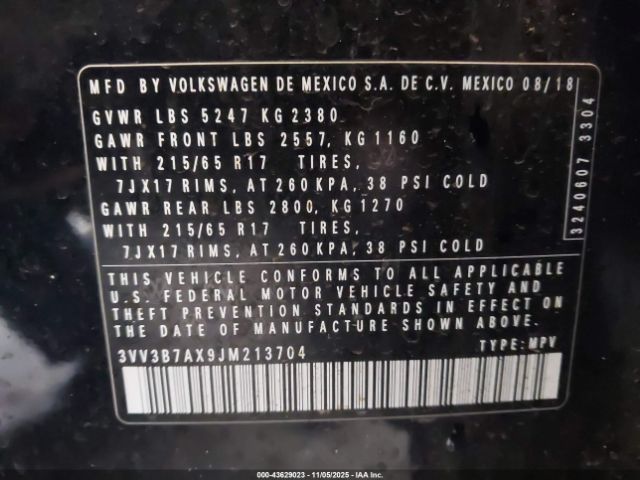 MFD BY VOLKSWAGEN DE MEXICO S.A. DE C.V. MEXICO 08/18
GVWR LBS 5247 KG 2380
GAWR FRONT LBS 2557, KG 1160
WITH 215/65 R17 TIRES,
7JX17 RIMS, AT 260 KPA, 38 PSI COLD
GAWR REAR LBS 2800, KG 1270
WITH 215/65 R17 TIRES,
7JX17 RIMS, AT 260 KPA, 38 PSI COLD
THIS VEHICLE CONFORMS TO ALL APPLICABLE
U.S. FEDERAL MOTOR VEHICLE SAFETY AND
THEFT PREVENTION STANDARDS IN EFFECT ON
THE DATE OF MANUFACTURE SHOWN ABOVE.
3VV3B7AX9JM213704 TYPE: MPV
3240607 3304
000-43629023 - 11/05/2025 - IAA Inc.